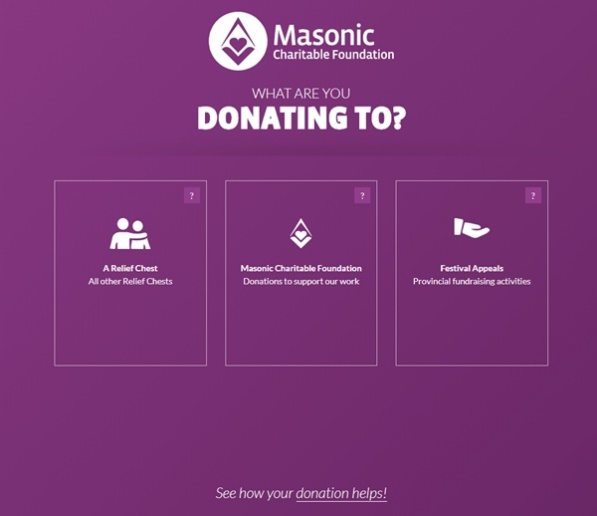 Masonic
Charitable Foundation
WHAT ARE YOU
DONATING TO?
?
A Relief Chest
All other Relief Chests
?
Masonic Charitable Foundation
Donations to support our work
?
Festival Appeals
Provincial fundraising activities
See how your donation helps!